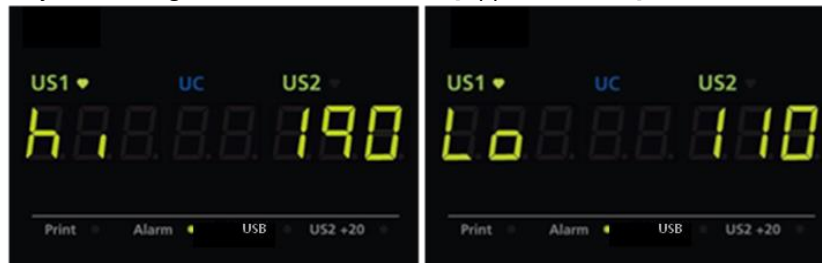 US1 UC US2
hi 190
Print Alarm USB US2 +20
US1 UC US2
Lo 110
Print Alarm USB US2 +20